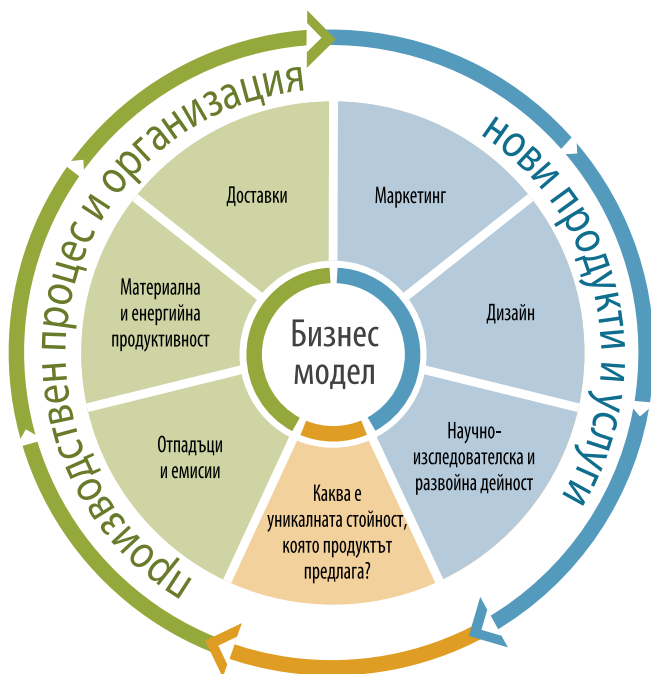 производствен процес и организация
нови продукти и услуги
Доставки
Маркетинг
Материална
и енергийна
продуктивност
Дизайн
Бизнес
модел
Отпадъци
и емисии
Научно-
изследователска и
развойна дейност
Каква е
уникалната стойност,
която продуктът
предлага?